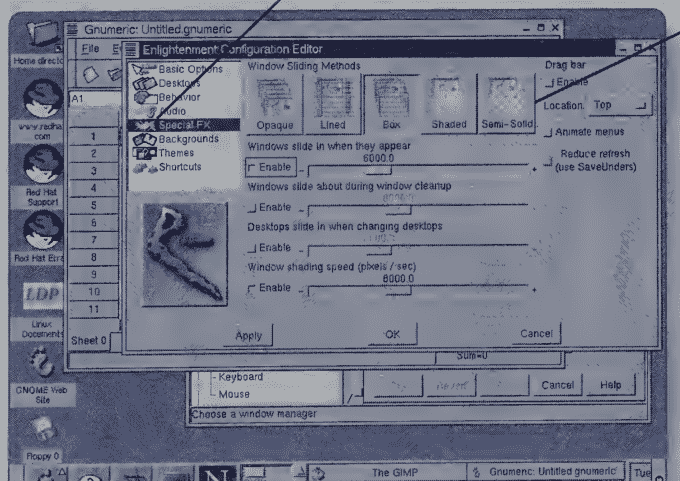 Gnumeric: Untitled.gnumeric
File
Enlightenment Configuration Editor
Home director
A1
www.redha
com
Red Hat
Support
Red Hat Erra
LDP
Linux
Documents
GNOME Web
Site
Floppy 0
1
2
3
4
5
6
7
8
9
10
11
Sheet 0
Basic Options
Desktops
Behavior
Audio
Special FX
Backgrounds
Themes
Shortcuts
Window Sliding Methods
Opaque
Lined
Box
Shaded
Semi-Solid
Windows slide in when they appear
6000.0
Enable
Windows slide about during window cleanup
Enable
Desktops slide in when changing desktops
Enable
Window shading speed (pixels / sec)
8000.0
Enable
Drag bar
Enable
Location: Top
Animate menus
Reduce refresh
(use SaveUnders)
Apply
OK
Cancel
Sum=0
Keyboard
Mouse
Cancel
Help
Choose a window manager
N
The GIMP
Gnumeric: Untitled.gnumeric
Tue